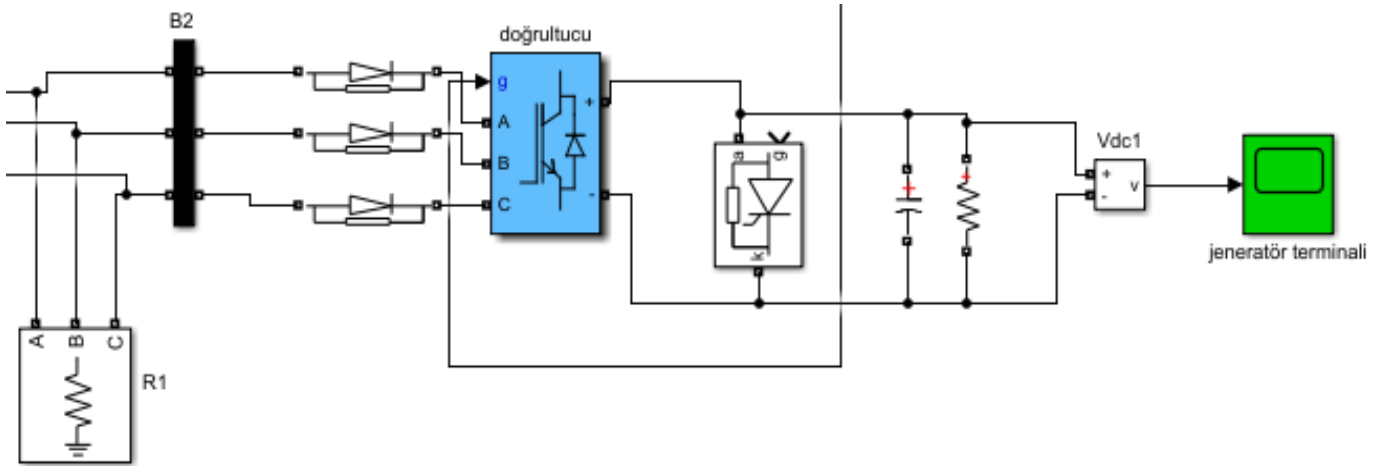 B2
doğrultucu
g
A
B
C
+
-
a
g
k
+
+
Vdc1
+
-
v
jeneratör terminali
A
B
C
R1